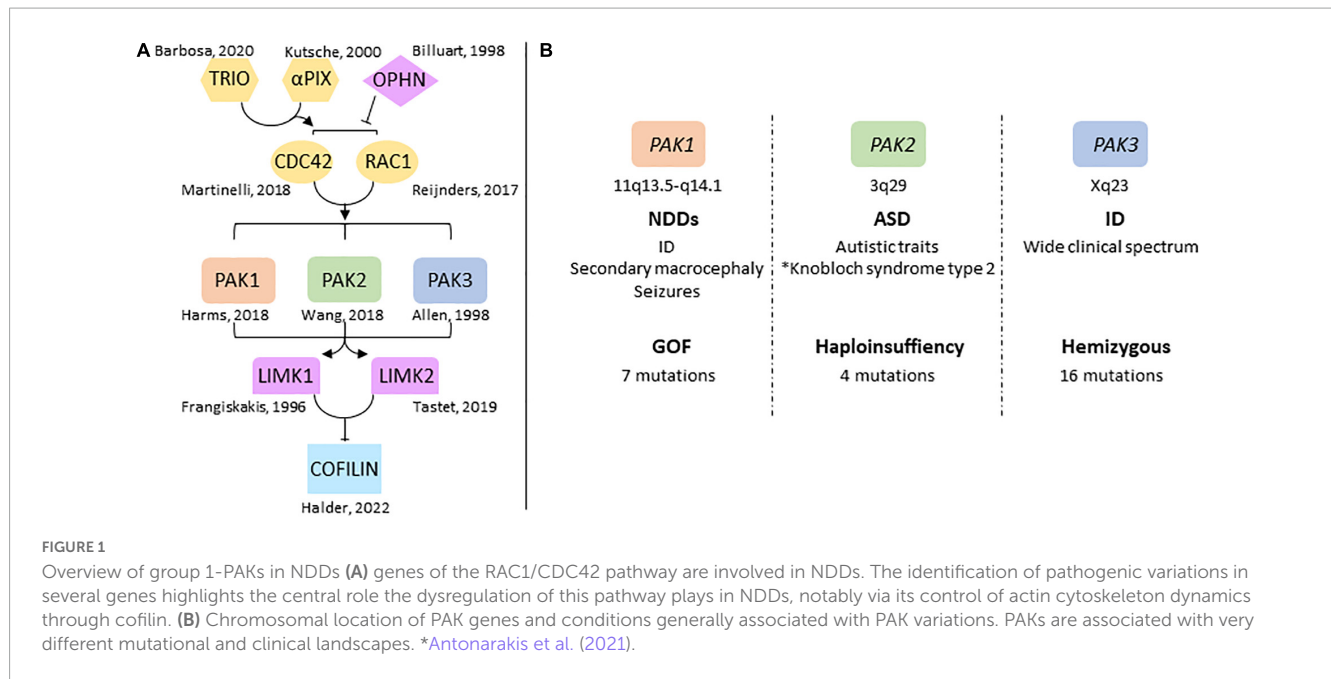 A Barbosa, 2020 Kutsche, 2000 Billuart, 1998
TRIO αPIX OPHN
CDC42 RAC1
Martinelli, 2018 Reijnders, 2017
PAK1 PAK2 PAK3
Harms, 2018 Wang, 2018 Allen, 1998
LIMK1 LIMK2
Frangiskakis, 1996 Tastet, 2019
COFILIN
Halder, 2022
B
PAK1 PAK2 PAK3
11q13.5-q14.1 3q29 Xq23
NDDs ASD ID
ID Autistic traits Wide clinical spectrum
Secondary macrocephaly *Knobloch syndrome type 2
Seizures
GOF Haploinsuffiency Hemizygous
7 mutations 4 mutations 16 mutations
FIGURE 1
Overview of group 1-PAKs in NDDs (A) genes of the RAC1/CDC42 pathway are involved in NDDs. The identification of pathogenic variations in
several genes highlights the central role the dysregulation of this pathway plays in NDDs, notably via its control of actin cytoskeleton dynamics
through cofilin. (B) Chromosomal location of PAK genes and conditions generally associated with PAK variations. PAKs are associated with very
different mutational and clinical landscapes. *Antonarakis et al. (2021).